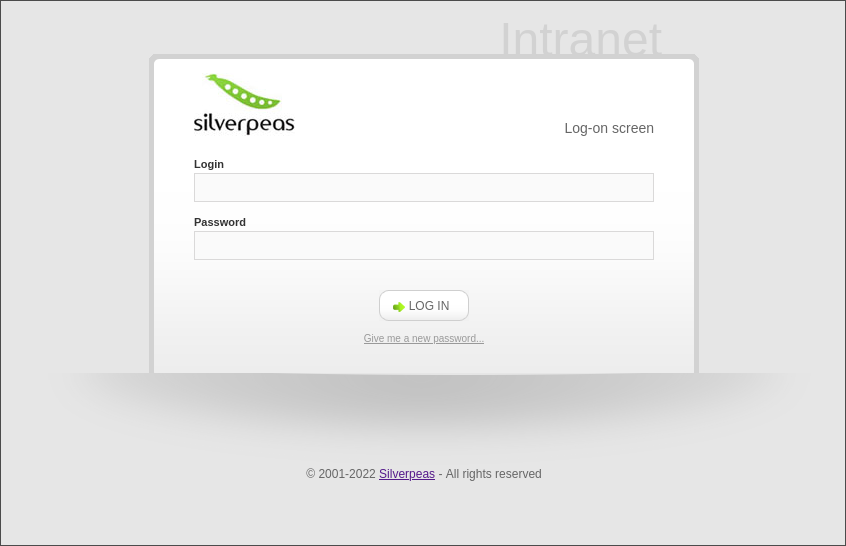 Intranet
silverpeas
Log-on screen
Login
Password
LOG IN
Give me a new password...
© 2001-2022 Silverpeas - All rights reserved